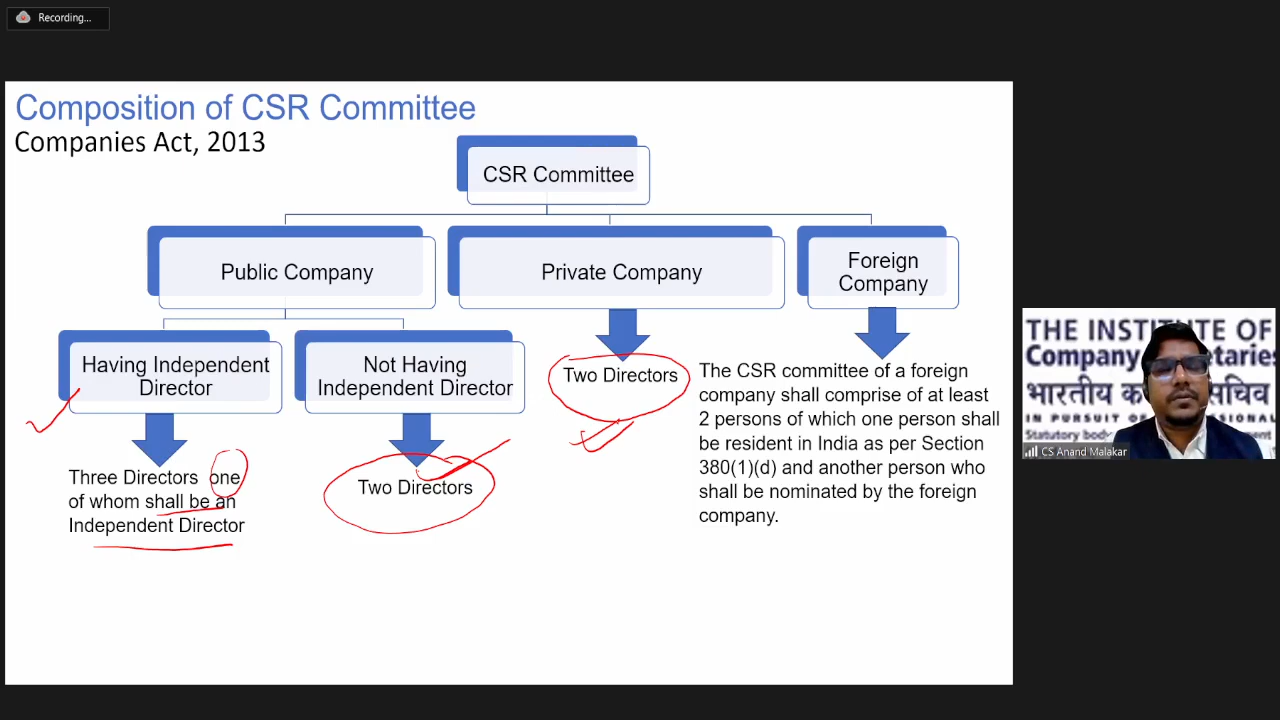 Recording...
Composition of CSR Committee
Companies Act, 2013
CSR Committee
Public Company
Private Company
Foreign
Company
Having Independent
Director
Not Having
Independent Director
Three Directors one
of whom shall be an
Independent Director
Two Directors
Two Directors
The CSR committee of a foreign
company shall comprise of at least
2 persons of which one person shall
be resident in India as per Section
380(1)(d) and another person who
shall be nominated by the foreign
company.
THE INSTITUTE OF
Company
भारतीय
सचिव
IN PURSUIT OF
Statutory body
CS Anand Malakar